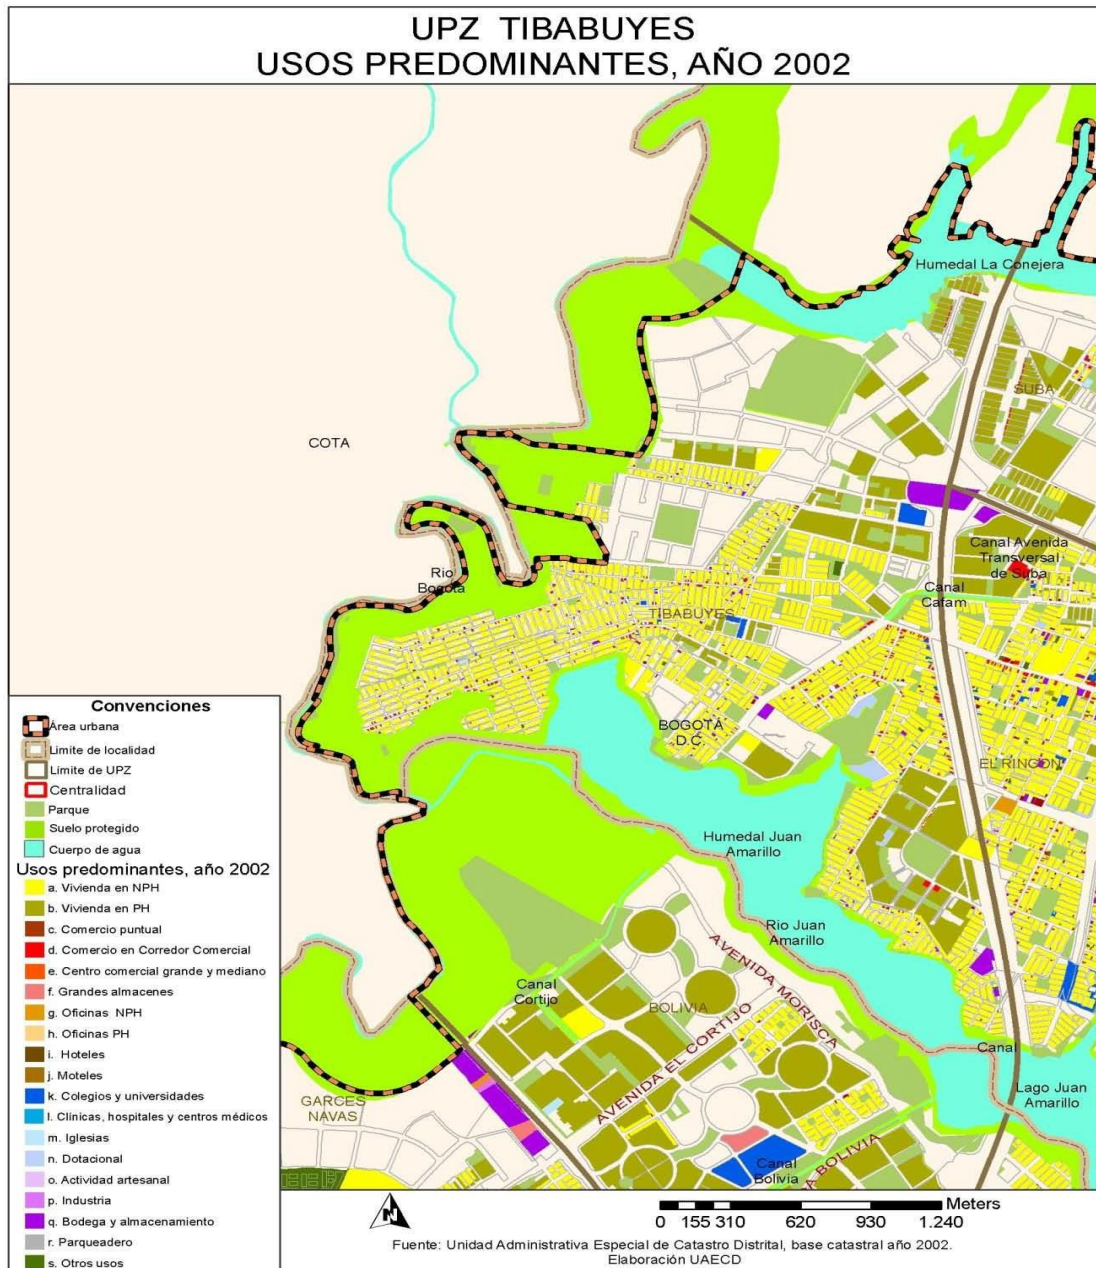 UPZ TIBABUYES
USOS PREDOMINANTES, AÑO 2002
Humedal La Conejera
SUBA
COTA
Canal Avenida
Transversal
de Suba
Rio
Bogota
Canal
Cafam
TIBABUYES
BOGOTÁ
D.C.
EL RINCON
Humedal Juan
Amarillo
Rio Juan
Amarillo
AVENIDA MORISCA
Canal
Cortijo
BOLIVIA
AVENIDA EL CORTIJO
Canal
Lago Juan
Amarillo
GARCES
NAVAS
Canal
Bolivia
A BOLIVIA
Convenciones
Área urbana
Limite de localidad
Limite de UPZ
Centralidad
Parque
Suelo protegido
Cuerpo de agua
Usos predominantes, año 2002
a. Vivienda en NPH
b. Vivienda en PH
c. Comercio puntual
d. Comercio en Corredor Comercial
e. Centro comercial grande y mediano
f. Grandes almacenes
g. Oficinas NPH
h. Oficinas PH
i. Hoteles
j. Moteles
k. Colegios y universidades
l. Clínicas, hospitales y centros médicos
m. Iglesias
n. Dotacional
o. Actividad artesanal
p. Industria
q. Bodega y almacenamiento
r. Parqueadero
s. Otros usos
N
Meters
0 155 310 620 930 1.240
Fuente: Unidad Administrativa Especial de Catastro Distrital, base catastral año 2002.
Elaboración UAECD